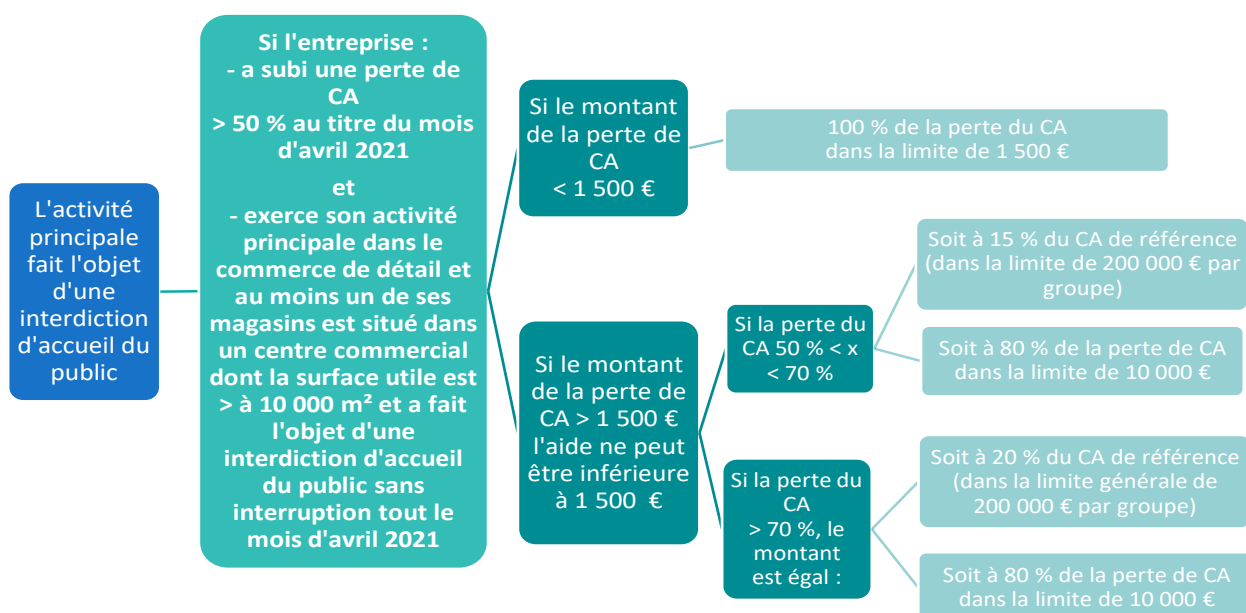 L'activité
principale
fait l'objet
d'une
interdiction
d'accueil du
public
Si l'entreprise :
- a subi une perte de
CA
> 50 % au titre du mois
d'avril 2021
et
- exerce son activité
principale dans le
commerce de détail et
au moins un de ses
magasins est situé dans
un centre commercial
dont la surface utile est
> à 10 000 m² et a fait
l'objet d'une
interdiction d'accueil
du public sans
interruption tout le
mois d'avril 2021
Si le montant
de la perte de
CA
< 1 500 €
100 % de la perte du CA
dans la limite de 1 500 €
Si le montant
de la perte de
CA > 1 500 €
l'aide ne peut
être inférieure
à 1 500 €
Si la perte du
CA 50 % < x
< 70 %
Soit à 15 % du CA de référence
(dans la limite de 200 000 € par
groupe)
Soit à 80 % de la perte de CA
dans la limite de 10 000 €
Si la perte du
CA
> 70 %, le
montant
est égal :
Soit à 20 % du CA de référence
(dans la limite générale de
200 000 € par groupe)
Soit à 80 % de la perte de CA
dans la limite de 10 000 €